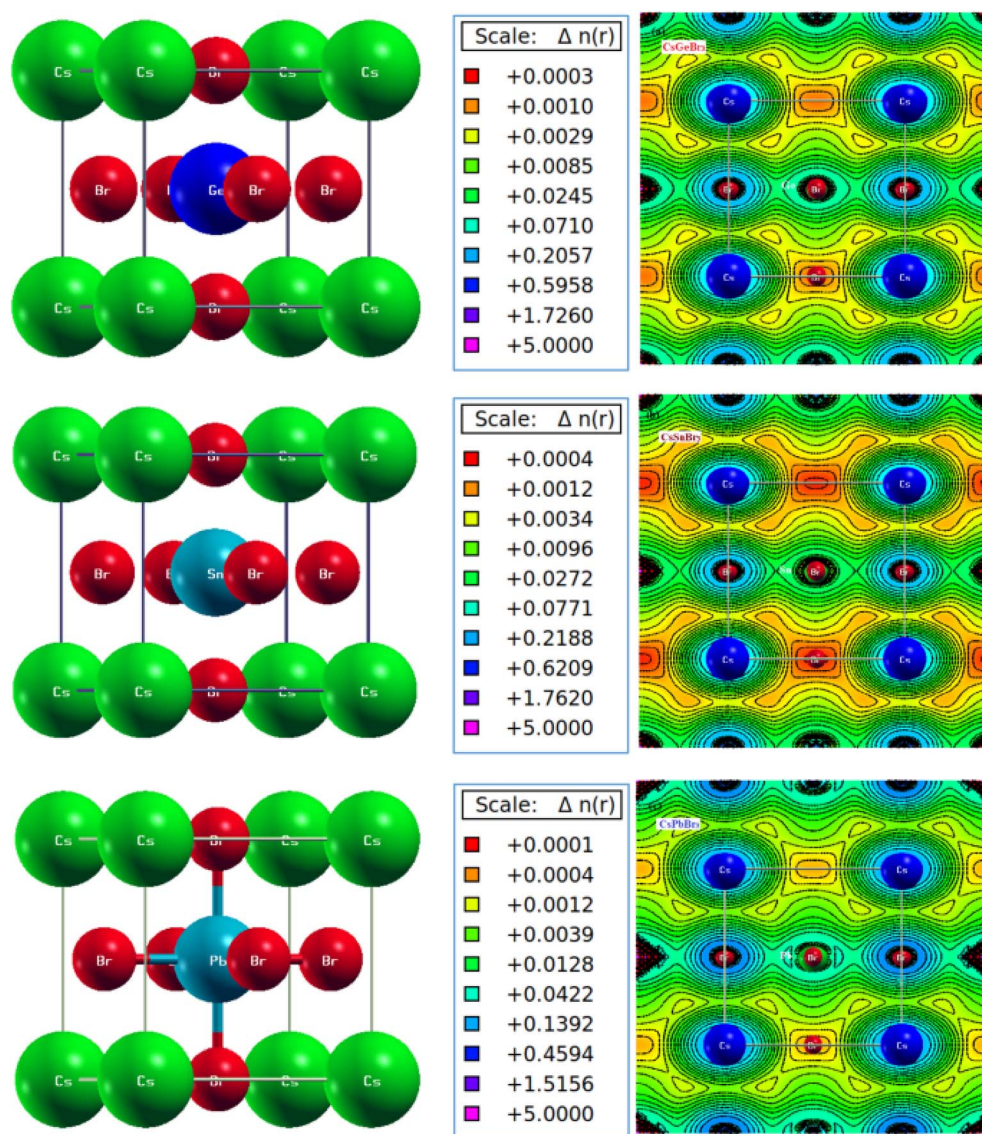 Cs Cs Br Cs Cs
Br Ge Br Br
Cs Cs Br Cs Cs
Scale: Δ n(r)
+0.0003
+0.0010
+0.0029
+0.0085
+0.0245
+0.0710
+0.2057
+0.5958
+1.7260
+5.0000
(a)
CsGeBr3
Cs Cs
Br Ge Br Br
Cs Br Cs
Cs Cs Br Cs Cs
Br Sn Br Br
Cs Cs Br Cs Cs
Scale: Δ n(r)
+0.0004
+0.0012
+0.0034
+0.0096
+0.0272
+0.0771
+0.2188
+0.6209
+1.7620
+5.0000
(b)
CsSnBr3
Cs Cs
Br Sn Br Br
Cs Br Cs
Cs Cs Br Cs Cs
Br Pb Br Br
Cs Cs Br Cs Cs
Scale: Δ n(r)
+0.0001
+0.0004
+0.0012
+0.0039
+0.0128
+0.0422
+0.1392
+0.4594
+1.5156
+5.0000
(c)
CsPbBr3
Cs Cs
Br Pb Br Br
Cs Br Cs